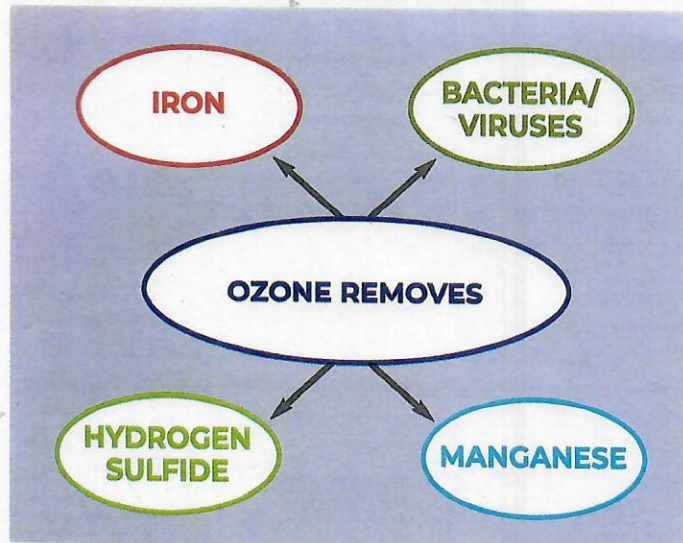 IRON
BACTERIA/
VIRUSES
OZONE REMOVES
HYDROGEN
SULFIDE
MANGANESE